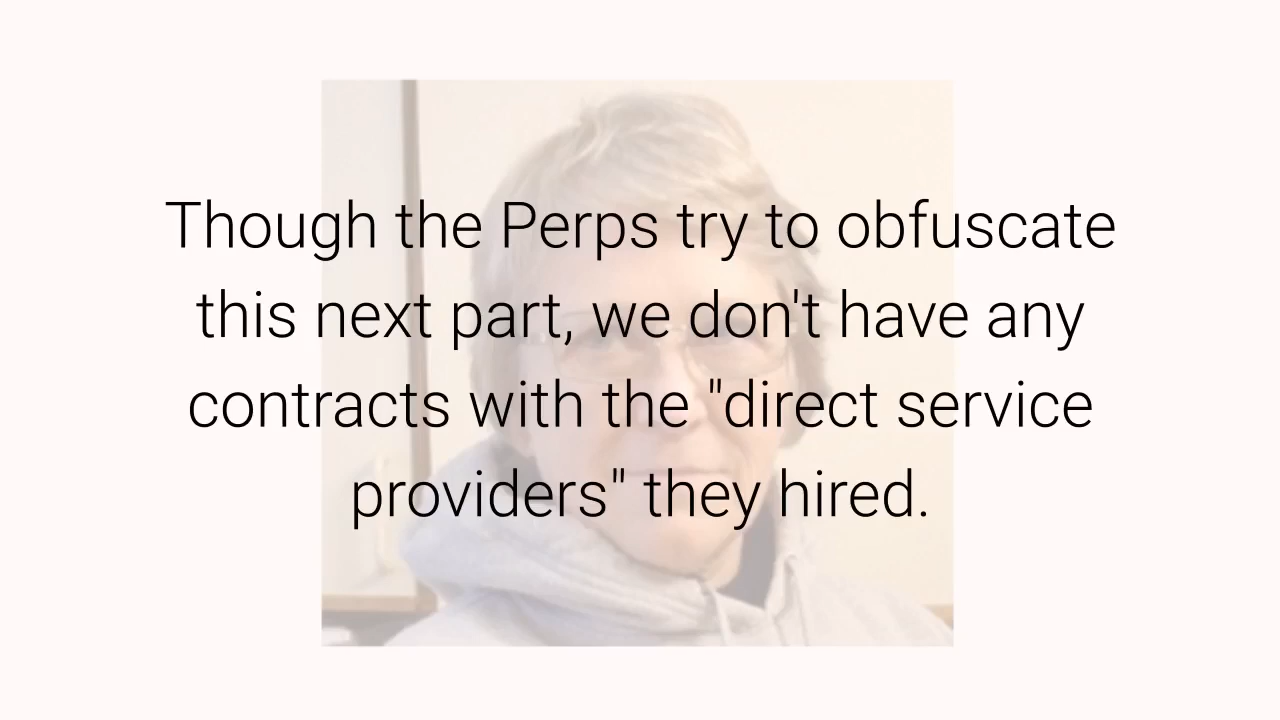 Though the Perps try to obfuscate
this next part, we don't have any
contracts with the "direct service
providers" they hired.